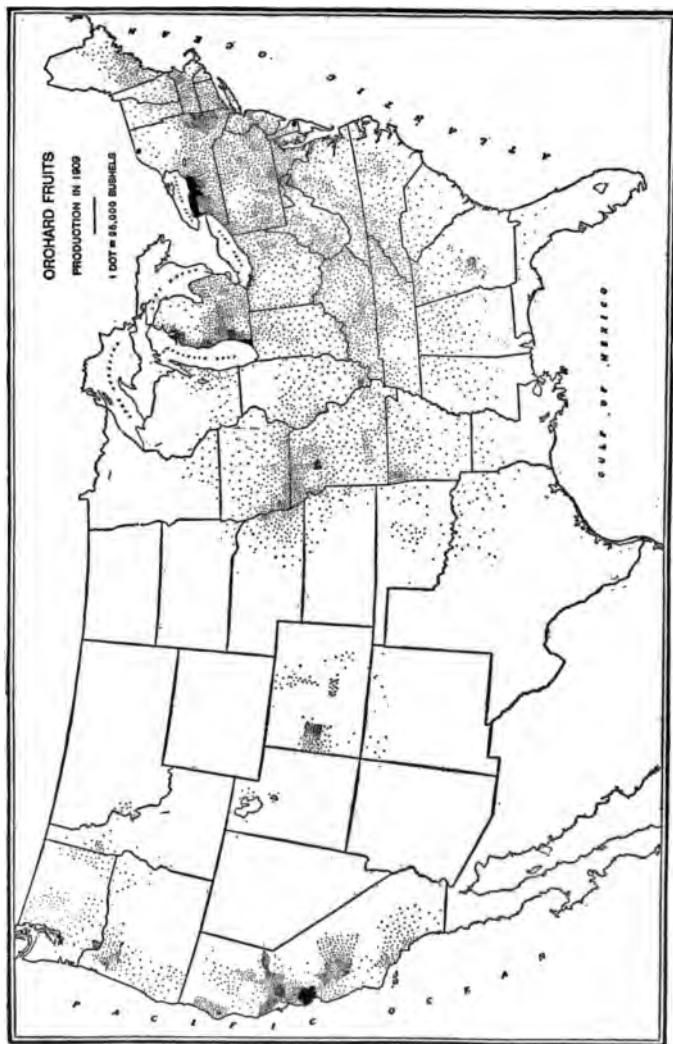 ORCHARD FRUITS
PRODUCTION IN 1909
1 DOT = 25,000 BUSHELS
ATLANTIC OCEAN
GULF OF MEXICO
PACIFIC OCEAN